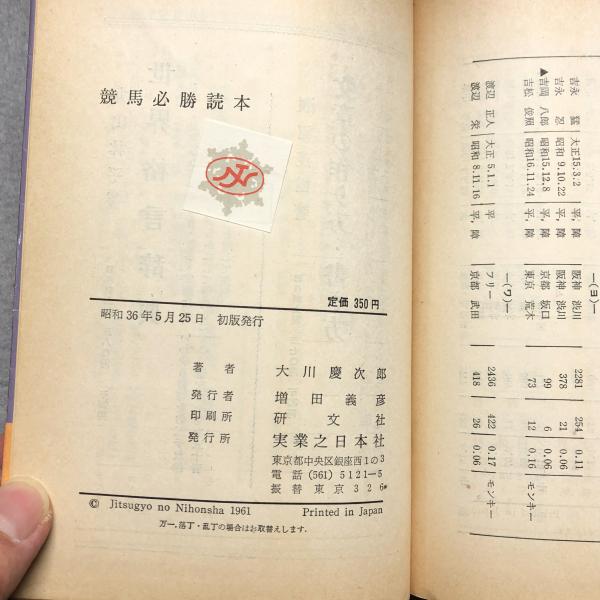 競馬必勝読本
定価 350円
昭和36年5月25日 初版発行
著者 大川慶次郎
発行者 増田義彦
印刷所 研文社
発行所 実業之日本社
東京都中央区銀座西1の3
電話 (561) 5121—5
振替 東京 326
© Jitsugyo no Nihonsha 1961 Printed in Japan
万一、落丁・乱丁の場合はお取替えします。
—(ヨ)—
吉永 猛 大正15.3.2 平,障 阪神 渋川 2281 254 0.11
吉永 忍 昭和 9.10.22 平,障 阪神 渋川 378 21 0.06
▲吉岡 八郎 昭和15.12.8 平,障 京都 坂口 99 6 0.06
吉松 俊照 昭和16.11.24 平,障 東京 荒木 73 12 0.16 モンキー
—(ワ)—
渡辺 正人 大正 5.1.1 平 フリー 2436 422 0.17 モンキー
渡辺 栄 昭和 8.11.16 平,障 京都 武田 418 26 0.06